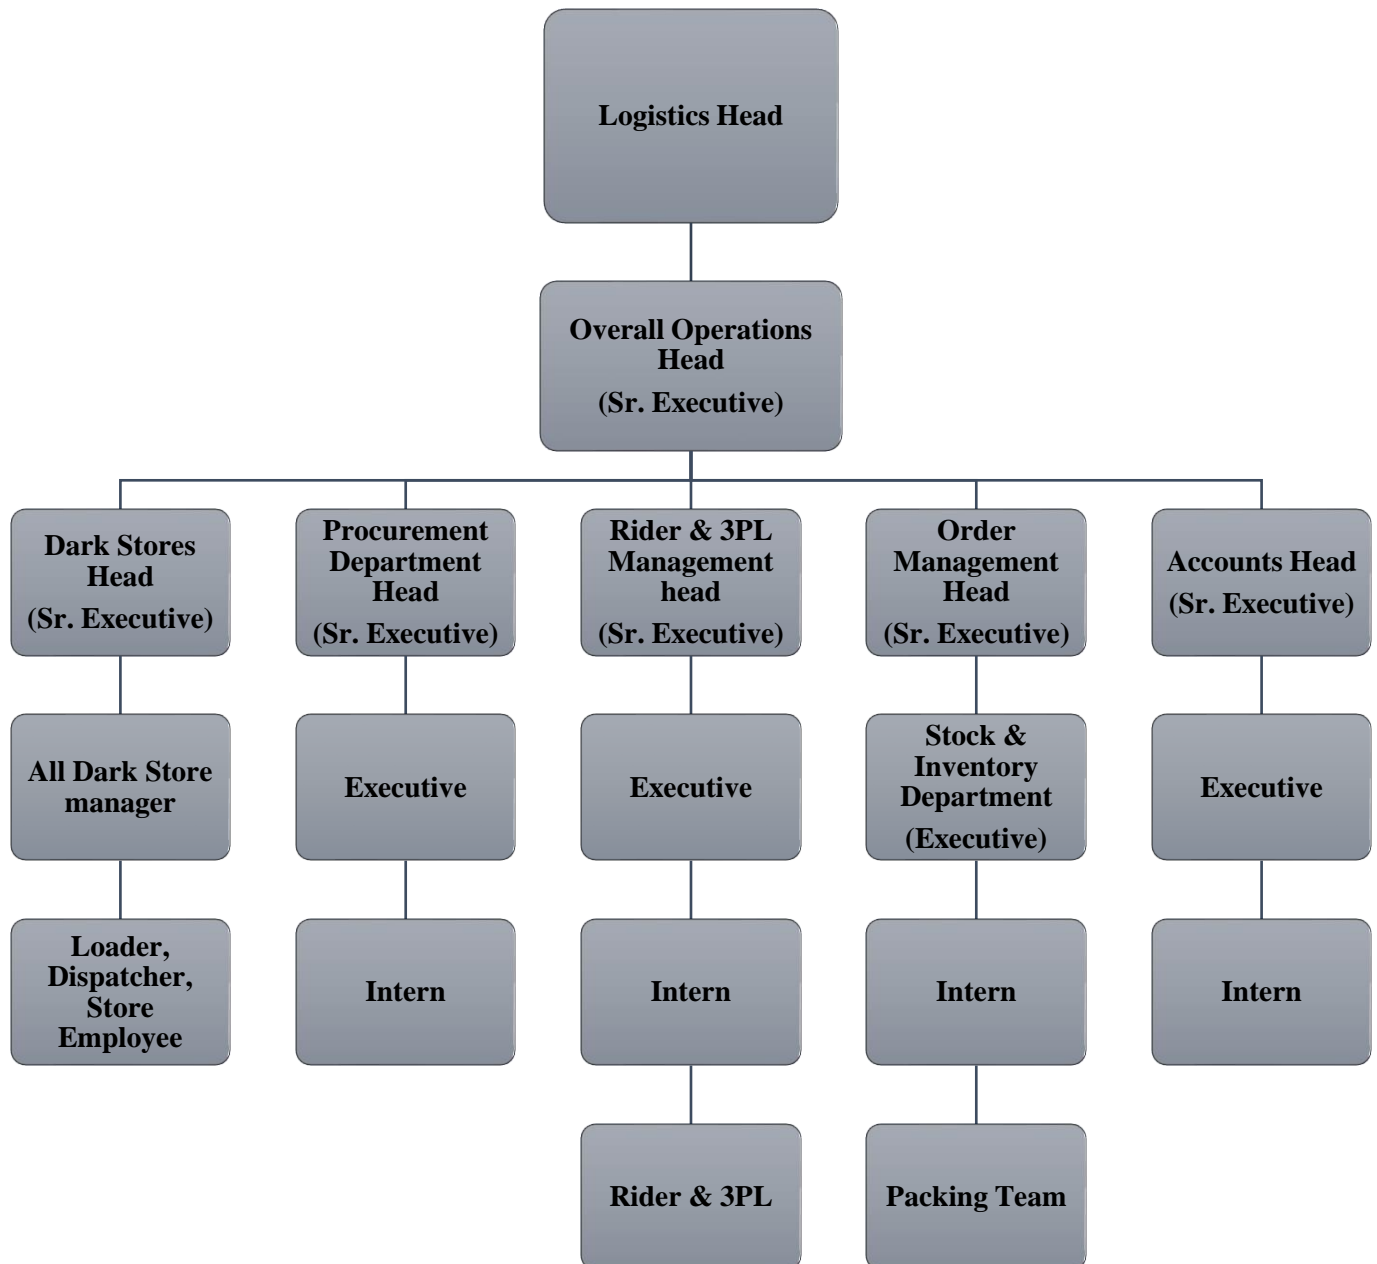 Logistics Head
Overall Operations
Head
(Sr. Executive)
Dark Stores
Head
(Sr. Executive)
Procurement
Department
Head
(Sr. Executive)
Rider & 3PL
Management
head
(Sr. Executive)
Order
Management
Head
(Sr. Executive)
Accounts Head
(Sr. Executive)
All Dark Store
manager
Executive
Executive
Stock &
Inventory
Department
(Executive)
Executive
Loader,
Dispatcher,
Store
Employee
Intern
Intern
Intern
Intern
Rider & 3PL
Packing Team